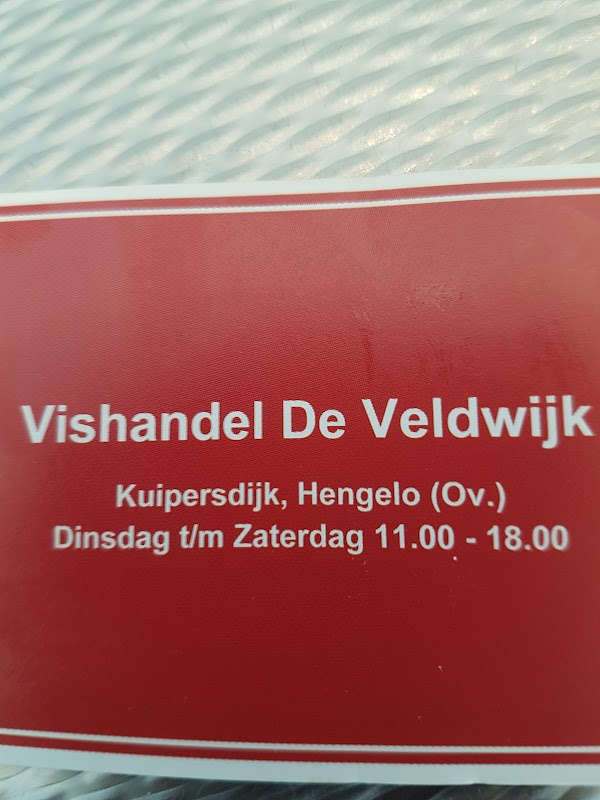 Vishandel De Veldwijk
Kuipersdijk, Hengelo (Ov.)
Dinsdag t/m Zaterdag 11.00 - 18.00